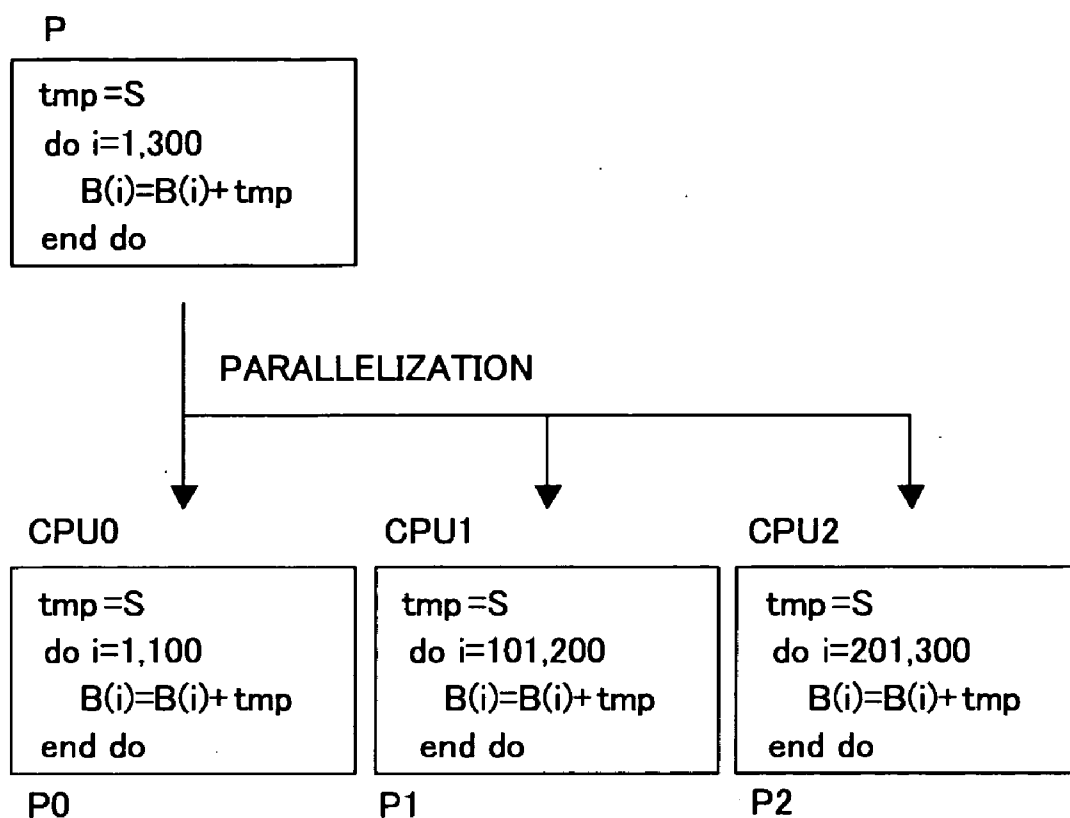 P
tmp=S
do i=1,300
B(i)=B(i)+tmp
end do
PARALLELIZATION
CPU0
tmp=S
do i=1,100
B(i)=B(i)+tmp
end do
P0
CPU1
tmp=S
do i=101,200
B(i)=B(i)+tmp
end do
P1
CPU2
tmp=S
do i=201,300
B(i)=B(i)+tmp
end do
P2